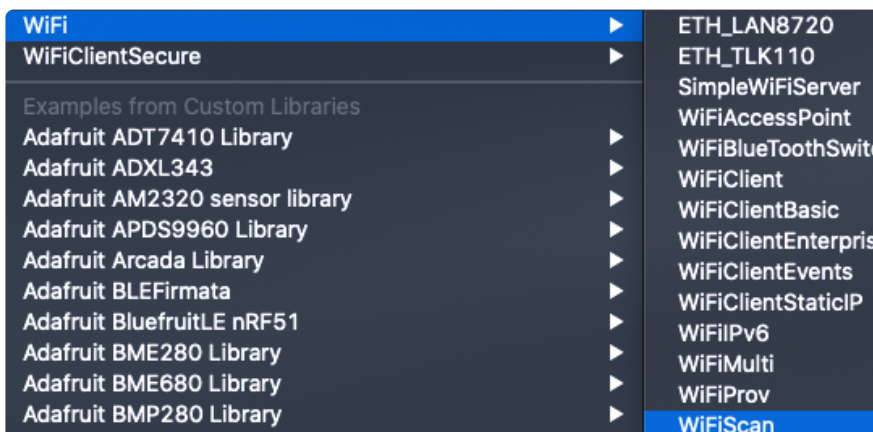 WiFi
WiFiClientSecure
Examples from Custom Libraries
Adafruit ADT7410 Library
Adafruit ADXL343
Adafruit AM2320 sensor library
Adafruit APDS9960 Library
Adafruit Arcada Library
Adafruit BLEFirmata
Adafruit BluefruitLE nRF51
Adafruit BME280 Library
Adafruit BME680 Library
Adafruit BMP280 Library
ETH_LAN8720
ETH_TLK110
SimpleWiFiServer
WiFiAccessPoint
WiFiBlueToothSwitc
WiFiClient
WiFiClientBasic
WiFiClientEnterpris
WiFiClientEvents
WiFiClientStaticIP
WiFiIPv6
WiFiMulti
WiFiProv
WiFiScan